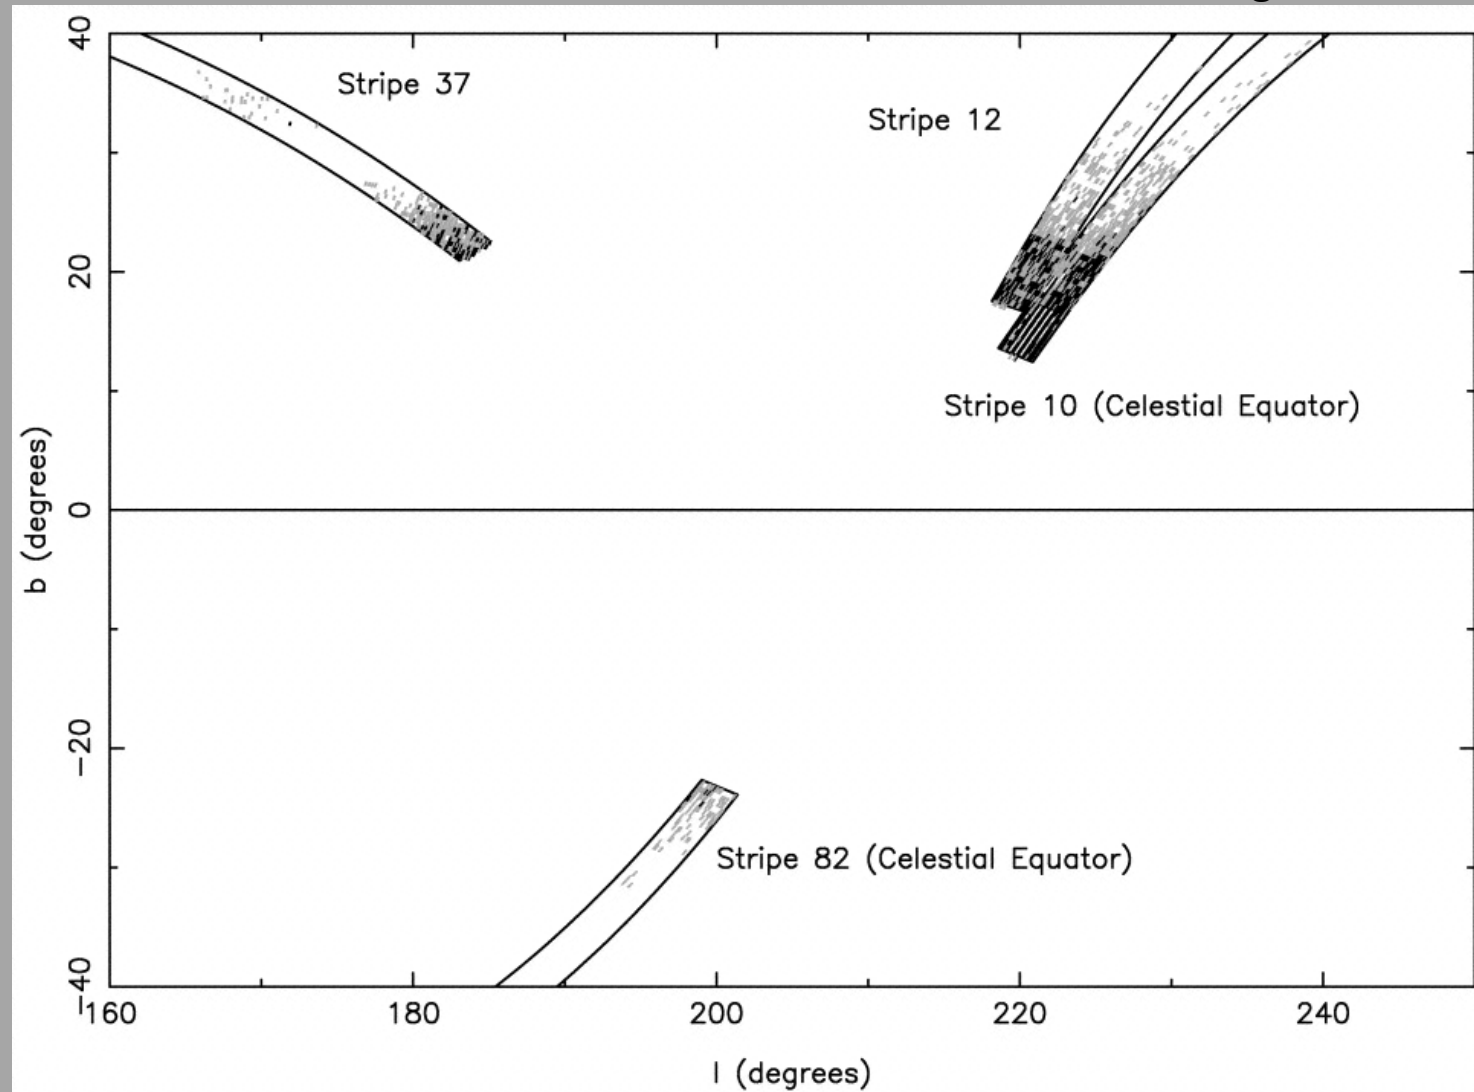 40
Stripe 37
Stripe 12
20
Stripe 10 (Celestial Equator)
0
b (degrees)
−20
Stripe 82 (Celestial Equator)
−40
160
180
200
220
240
l (degrees)